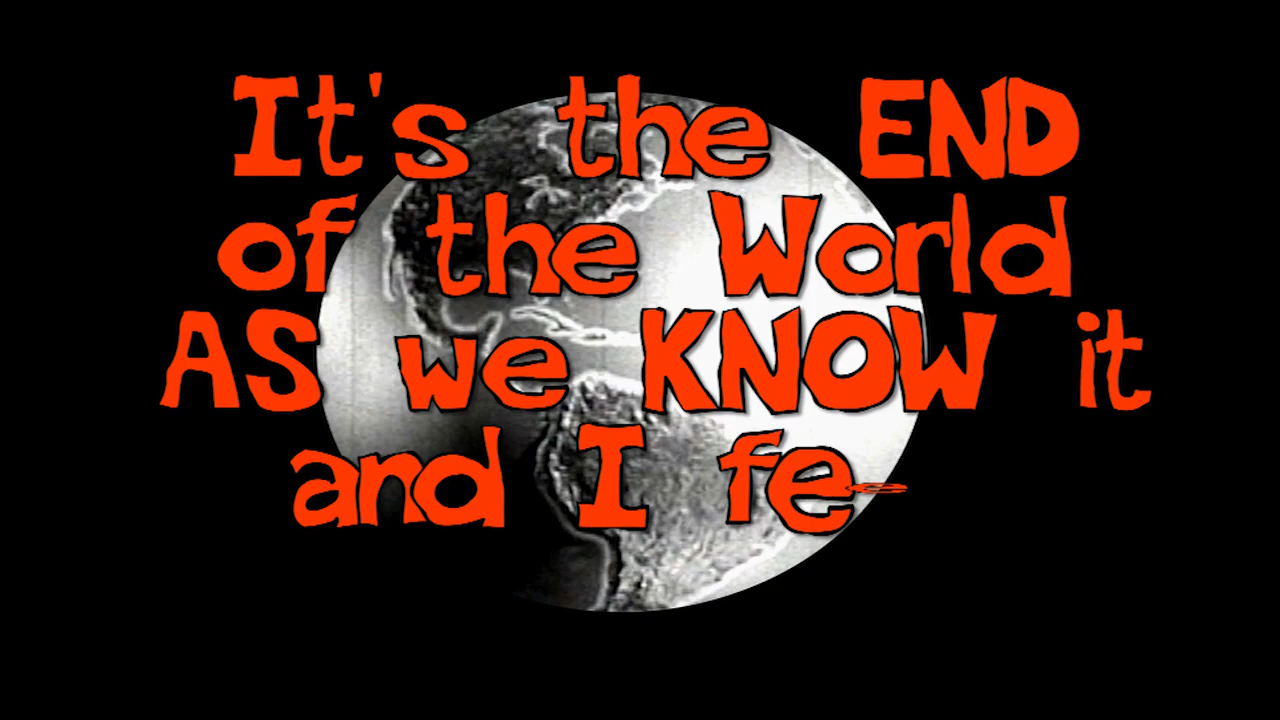 It's the END
of the World
AS we KNOW it
and I fe